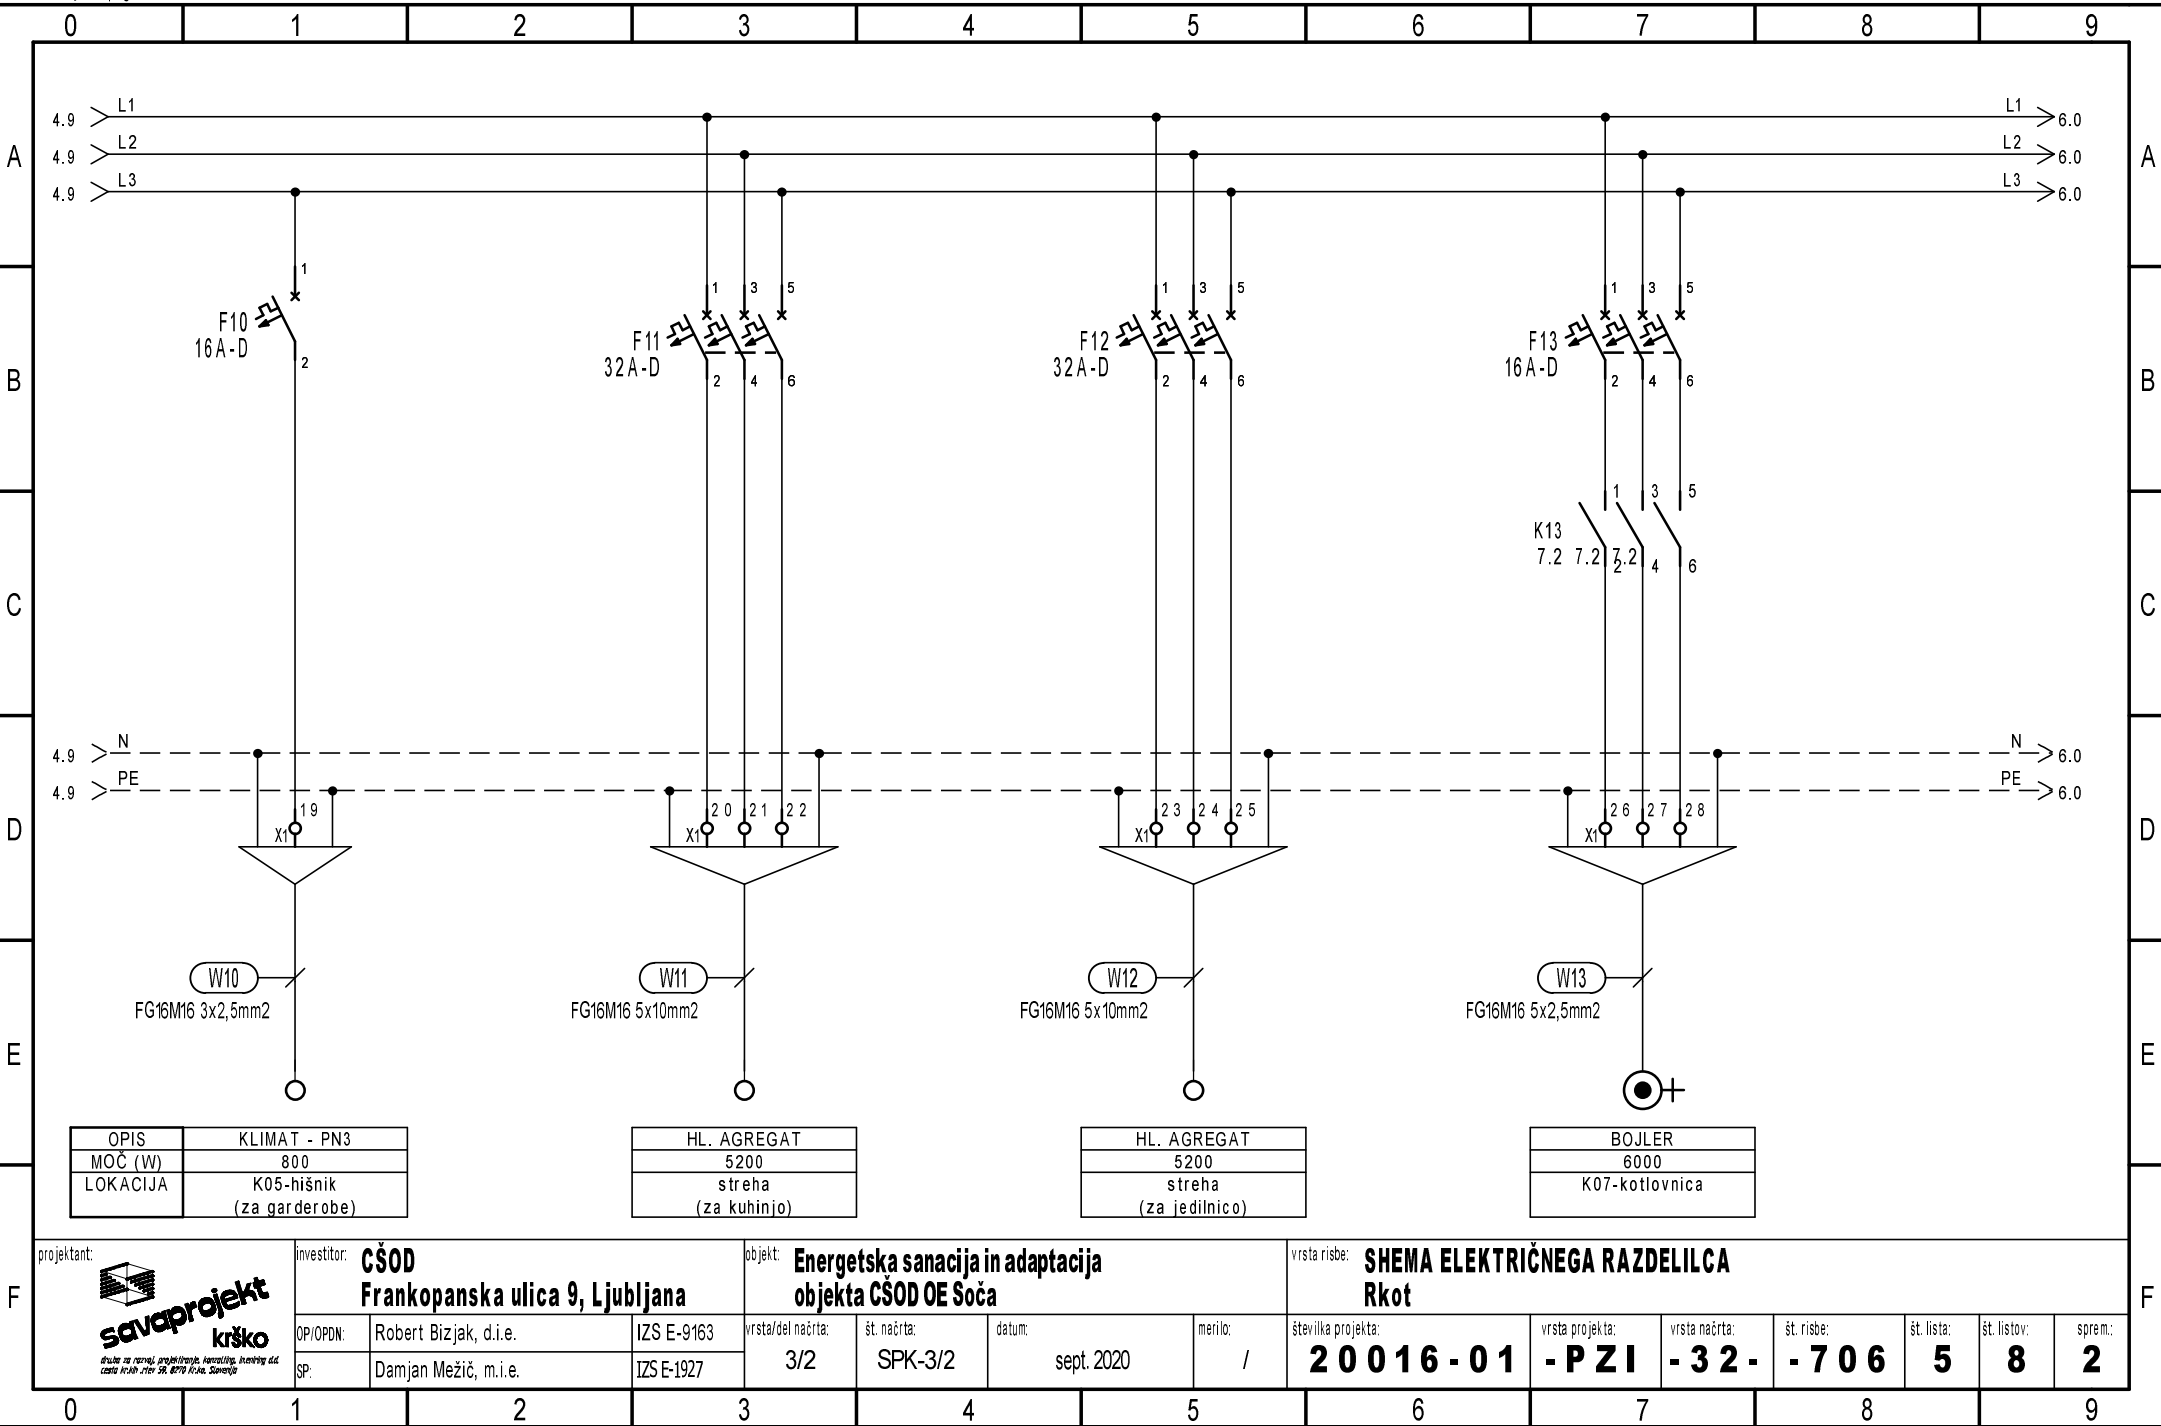 0 1 2 3 4 5 6 7 8 9
4.9 L1 L1 6.0
A 4.9 L2 L2 6.0 A
4.9 L3 L3 6.0
1
1 3 5 1 3 5 1 3 5
F10
16A-D
2
F11
32A-D
F12
32A-D
F13
16A-D
B 2 4 6 2 4 6 2 4 6 B
1 3 5
K13
7.2 7.2 7.2
2 4 6
C C
4.9 N N 6.0
4.9 PE PE 6.0
19 20 21 22 23 24 25 26 27 28
D X1 X1 X1 X1 D
W10 W11 W12 W13
FG16M16 3x2,5mm2 FG16M16 5x10mm2 FG16M16 5x10mm2 FG16M16 5x2,5mm2
E E
OPIS KLIMAT - PN3 HL. AGREGAT HL. AGREGAT BOJLER
MOČ (W) 800 5200 5200 6000
LOKACIJA K05-hišnik streha streha K07-kotlovnica
(za garderobe) (za kuhinjo) (za jedilnico)
projektant:
savaprojekt
krško
investitor: CŠOD
Frankopanska ulica 9, Ljubljana
objekt: Energetska sanacija in adaptacija
objekta CŠOD OE Soča
vrsta risbe: SHEMA ELEKTRIČNEGA RAZDELILCA
Rkot
F F
OP/OPDN: Robert Bizjak, d.i.e. IZS E-9163
SP: Damjan Mežič, m.i.e. IZS E-1927
vrsta/del načrta: št. načrta: datum: merilo:
3/2 SPK-3/2 sept. 2020 /
številka projekta: vrsta projekta: vrsta načrta: št. risbe: št. lista: št. listov: sprem.:
20016-01 -PZI -32- -706 5 8 2
0 1 2 3 4 5 6 7 8 9